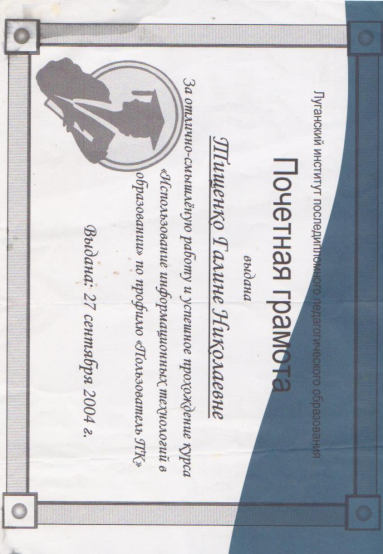 Луганский институт последипломного педагогического образования
Почетная грамота
выдана
Тищенко Галине Николаевне
За отлично-смышлёную работу и успешное прохождение курса
«Использование информационных технологий в
образовании» по профилю «Пользователь ПК»
Выдана: 27 сентября 2004 г.